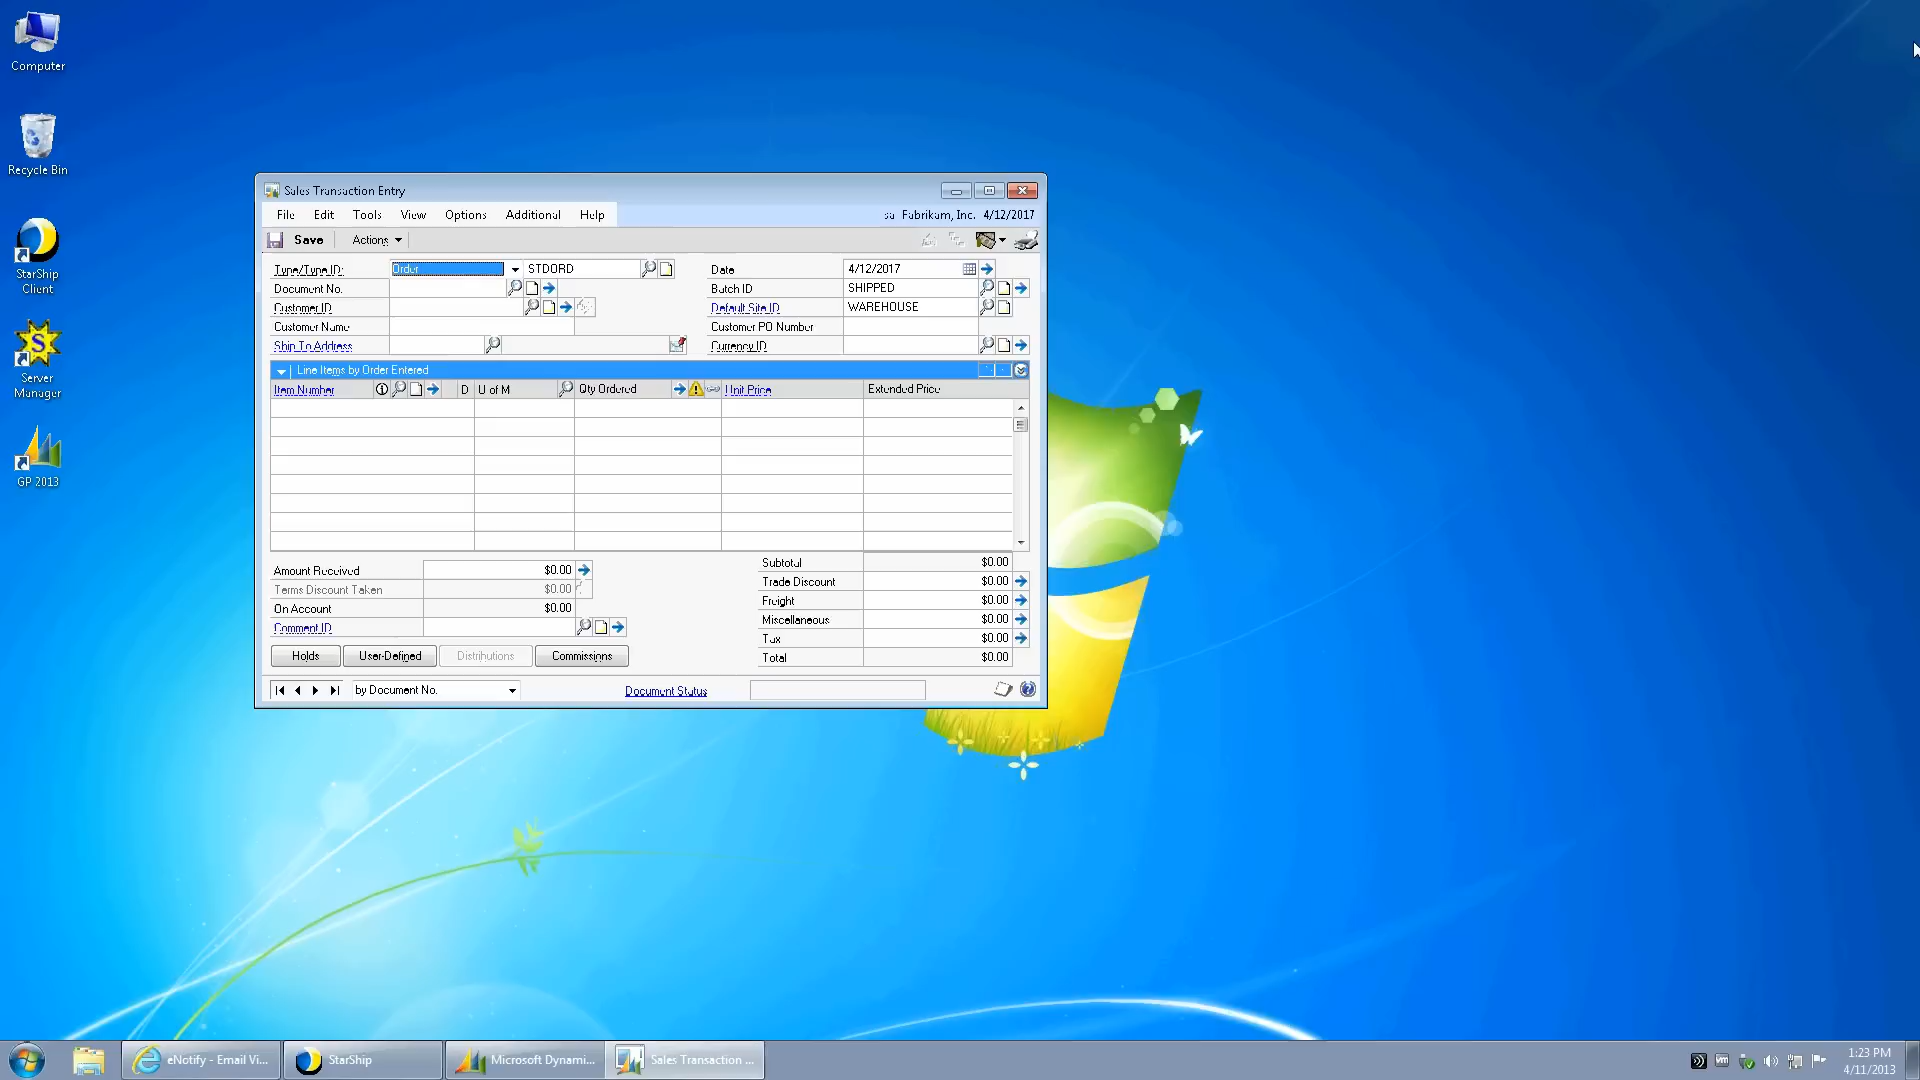 Computer
Recycle Bin
StarShip
Client
Server
Manager
GP 2013
Sales Transaction Entry
File Edit Tools View Options Additional Help
sa Fabrikam, Inc. 4/12/2017
Save Actions
Type/Type ID: Order STDORD Date 4/12/2017
Document No. Batch ID SHIPPED
Customer ID Default Site ID WAREHOUSE
Customer Name Customer PO Number
Ship To Address Currency ID
Line Items by Order Entered
Item Number D U of M Qty Ordered Unit Price Extended Price
Amount Received $0.00 Subtotal $0.00
Terms Discount Taken $0.00 Trade Discount $0.00
On Account $0.00 Freight $0.00
Comment ID Miscellaneous $0.00
Tax $0.00
Holds User-Defined Distributions Commissions Total $0.00
by Document No. Document Status
eNotify - Email Vi... StarShip Microsoft Dynami... Sales Transaction ...
1:23 PM
4/11/2013